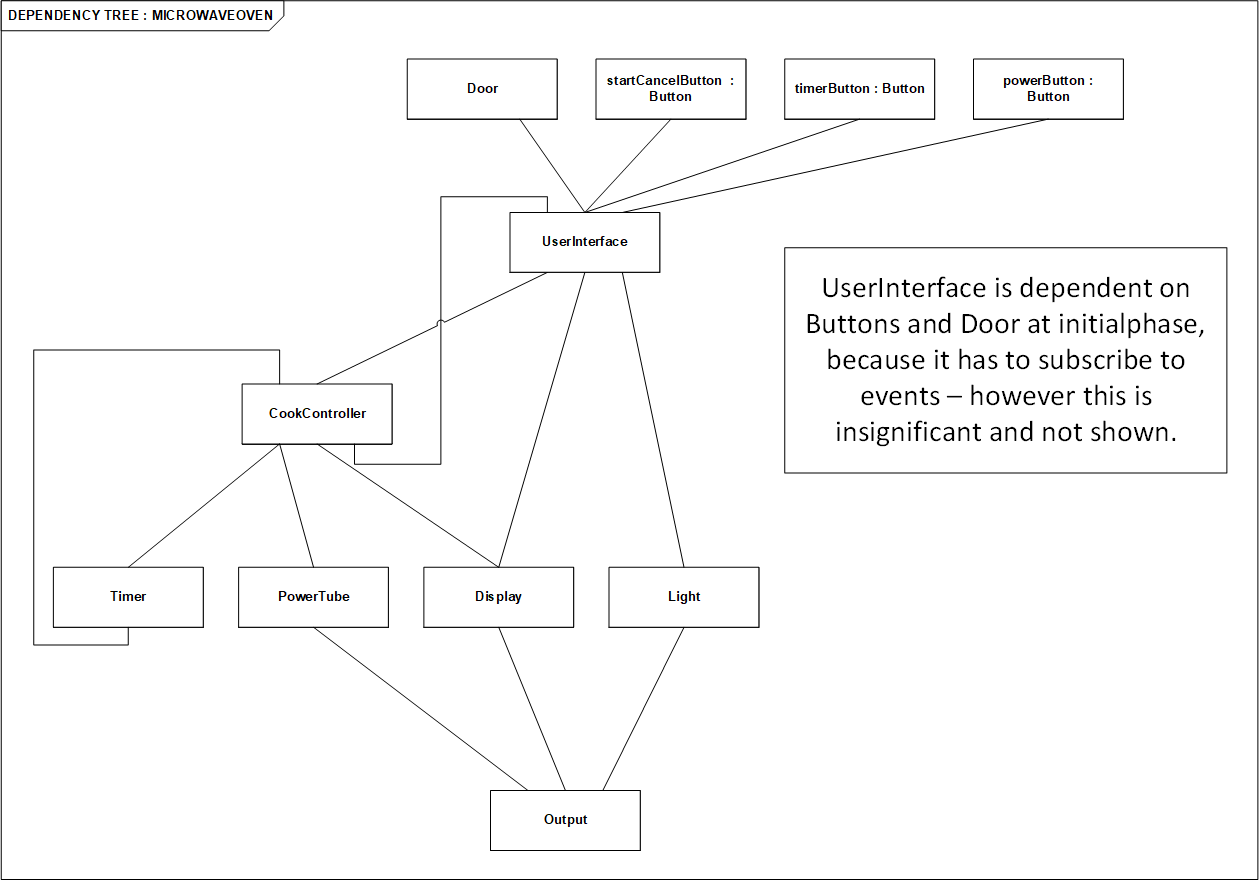 DEPENDENCY TREE : MICROWAVEOVEN
Door
startCancelButton :
Button
timerButton : Button
powerButton :
Button
UserInterface
UserInterface is dependent on
Buttons and Door at initialphase,
because it has to subscribe to
events – however this is
insignificant and not shown.
CookController
Timer
PowerTube
Display
Light
Output